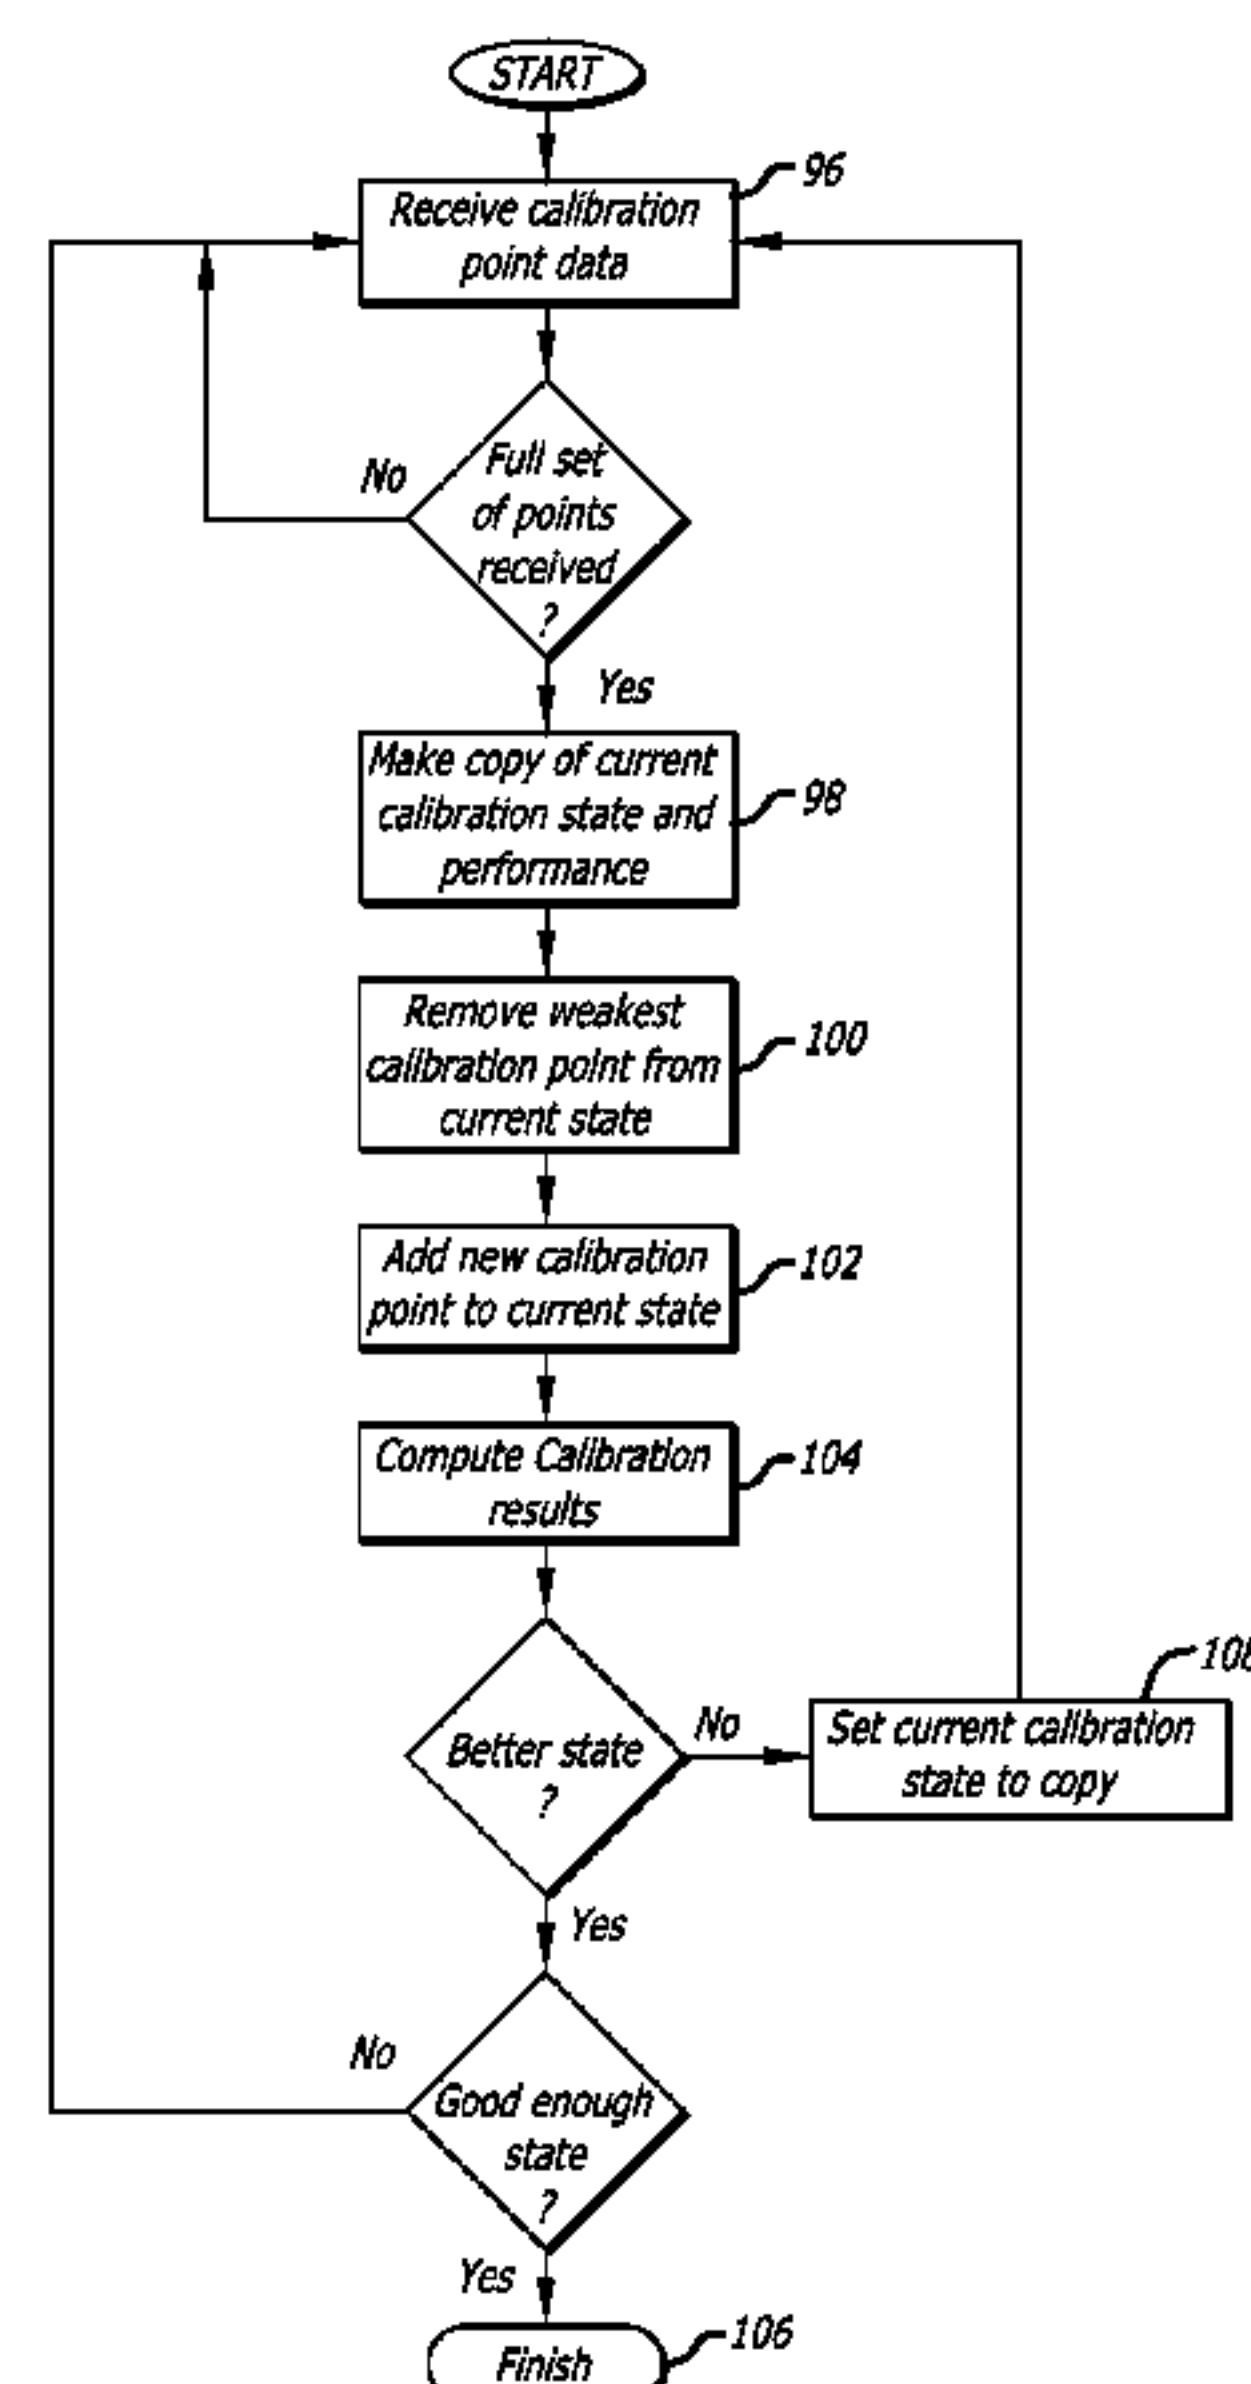 START
96
Receive calibration
point data
No
Full set
of points
received
?
Yes
Make copy of current
calibration state and
performance
98
Remove weakest
calibration point from
current state
100
Add new calibration
point to current state
102
Compute Calibration
results
104
Better state
?
No
108
Set current calibration
state to copy
Yes
No
Good enough
state
?
Yes
Finish
106